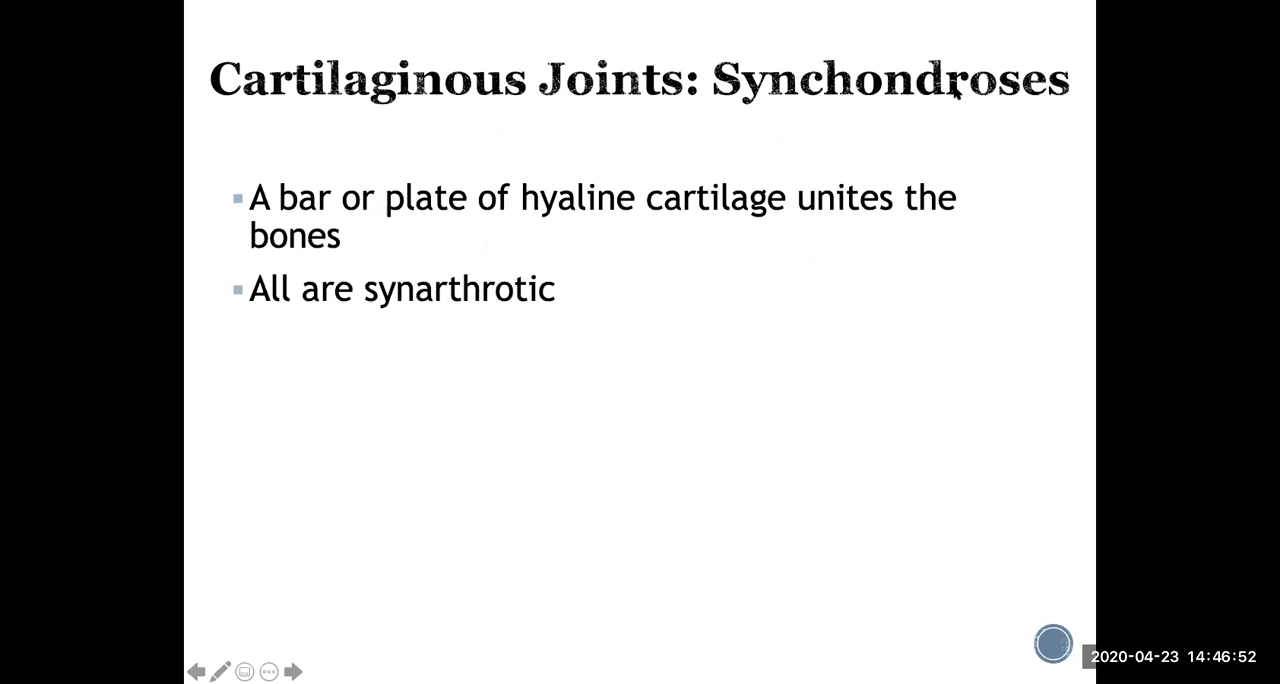 Cartilaginous Joints: Synchondroses
A bar or plate of hyaline cartilage unites the
bones
All are synarthrotic
2020-04-23 14:46:52